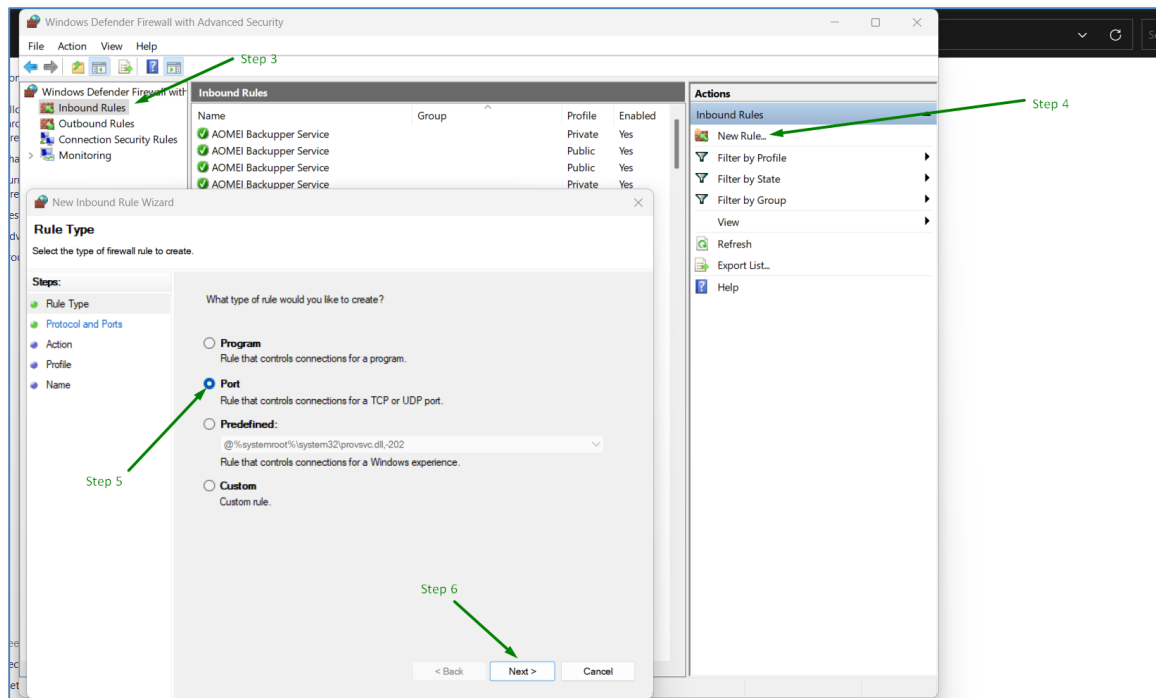 Windows Defender Firewall with Advanced Security
File Action View Help
Step 3
Windows Defender Firewall with
Inbound Rules
Outbound Rules
Connection Security Rules
Monitoring
Inbound Rules
Name Group Profile Enabled
AOMEI Backupper Service Private Yes
AOMEI Backupper Service Public Yes
AOMEI Backupper Service Public Yes
AOMEI Backupper Service Private Yes
Actions
Inbound Rules
Step 4
New Rule...
Filter by Profile
Filter by State
Filter by Group
View
Refresh
Export List...
Help
New Inbound Rule Wizard
Rule Type
Select the type of firewall rule to create.
Steps:
Rule Type
Protocol and Ports
Action
Profile
Name
What type of rule would you like to create?
Program
Rule that controls connections for a program.
Port
Rule that controls connections for a TCP or UDP port.
Predefined:
@%systemroot%\system32\provsvc.dll,-202
Rule that controls connections for a Windows experience.
Custom
Custom rule.
Step 5
Step 6
< Back Next > Cancel